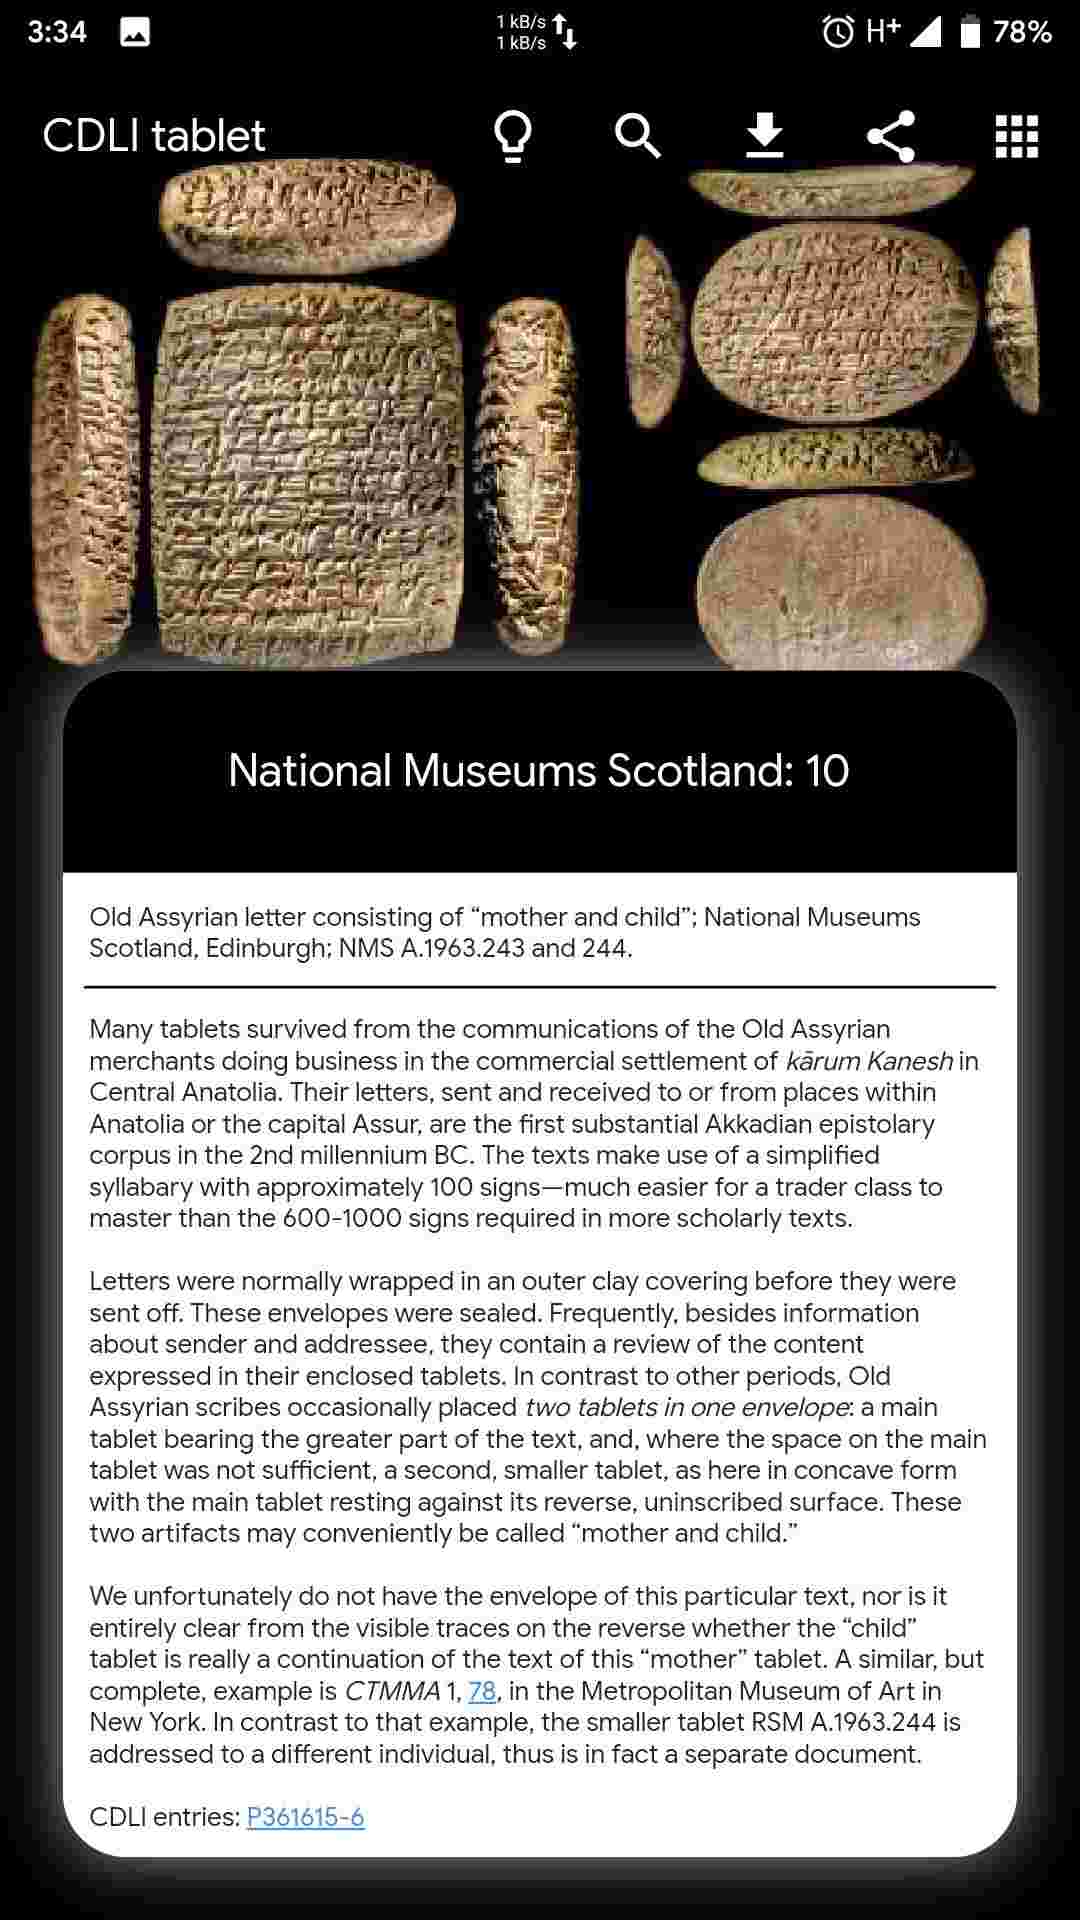 3:34
1 kB/s
1 kB/s
H+
78%
CDLI tablet
National Museums Scotland: 10
Old Assyrian letter consisting of “mother and child”; National Museums
Scotland, Edinburgh; NMS A.1963.243 and 244.
Many tablets survived from the communications of the Old Assyrian
merchants doing business in the commercial settlement of kārum Kanesh in
Central Anatolia. Their letters, sent and received to or from places within
Anatolia or the capital Assur, are the first substantial Akkadian epistolary
corpus in the 2nd millennium BC. The texts make use of a simplified
syllabary with approximately 100 signs—much easier for a trader class to
master than the 600-1000 signs required in more scholarly texts.
Letters were normally wrapped in an outer clay covering before they were
sent off. These envelopes were sealed. Frequently, besides information
about sender and addressee, they contain a review of the content
expressed in their enclosed tablets. In contrast to other periods, Old
Assyrian scribes occasionally placed two tablets in one envelope: a main
tablet bearing the greater part of the text, and, where the space on the main
tablet was not sufficient, a second, smaller tablet, as here in concave form
with the main tablet resting against its reverse, uninscribed surface. These
two artifacts may conveniently be called “mother and child.”
We unfortunately do not have the envelope of this particular text, nor is it
entirely clear from the visible traces on the reverse whether the “child”
tablet is really a continuation of the text of this “mother” tablet. A similar, but
complete, example is CTMMA 1, 78, in the Metropolitan Museum of Art in
New York. In contrast to that example, the smaller tablet RSM A.1963.244 is
addressed to a different individual, thus is in fact a separate document.
CDLI entries: P361615-6